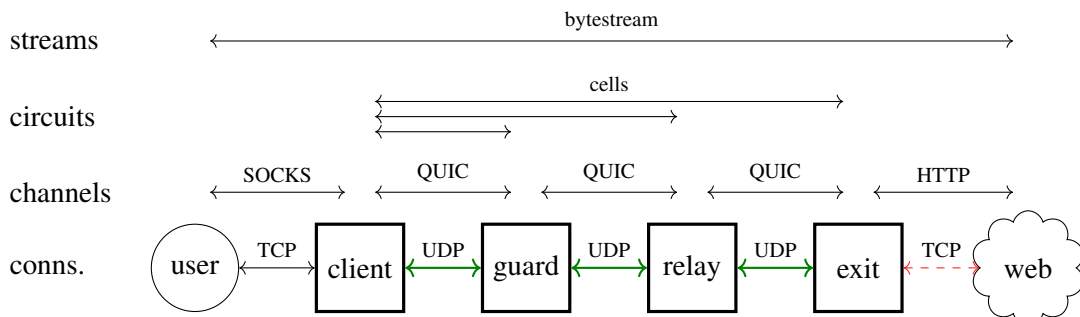 streams bytestream
circuits cells
channels SOCKS QUIC QUIC QUIC HTTP
TCP UDP UDP UDP TCP
conns. user client guard relay exit web